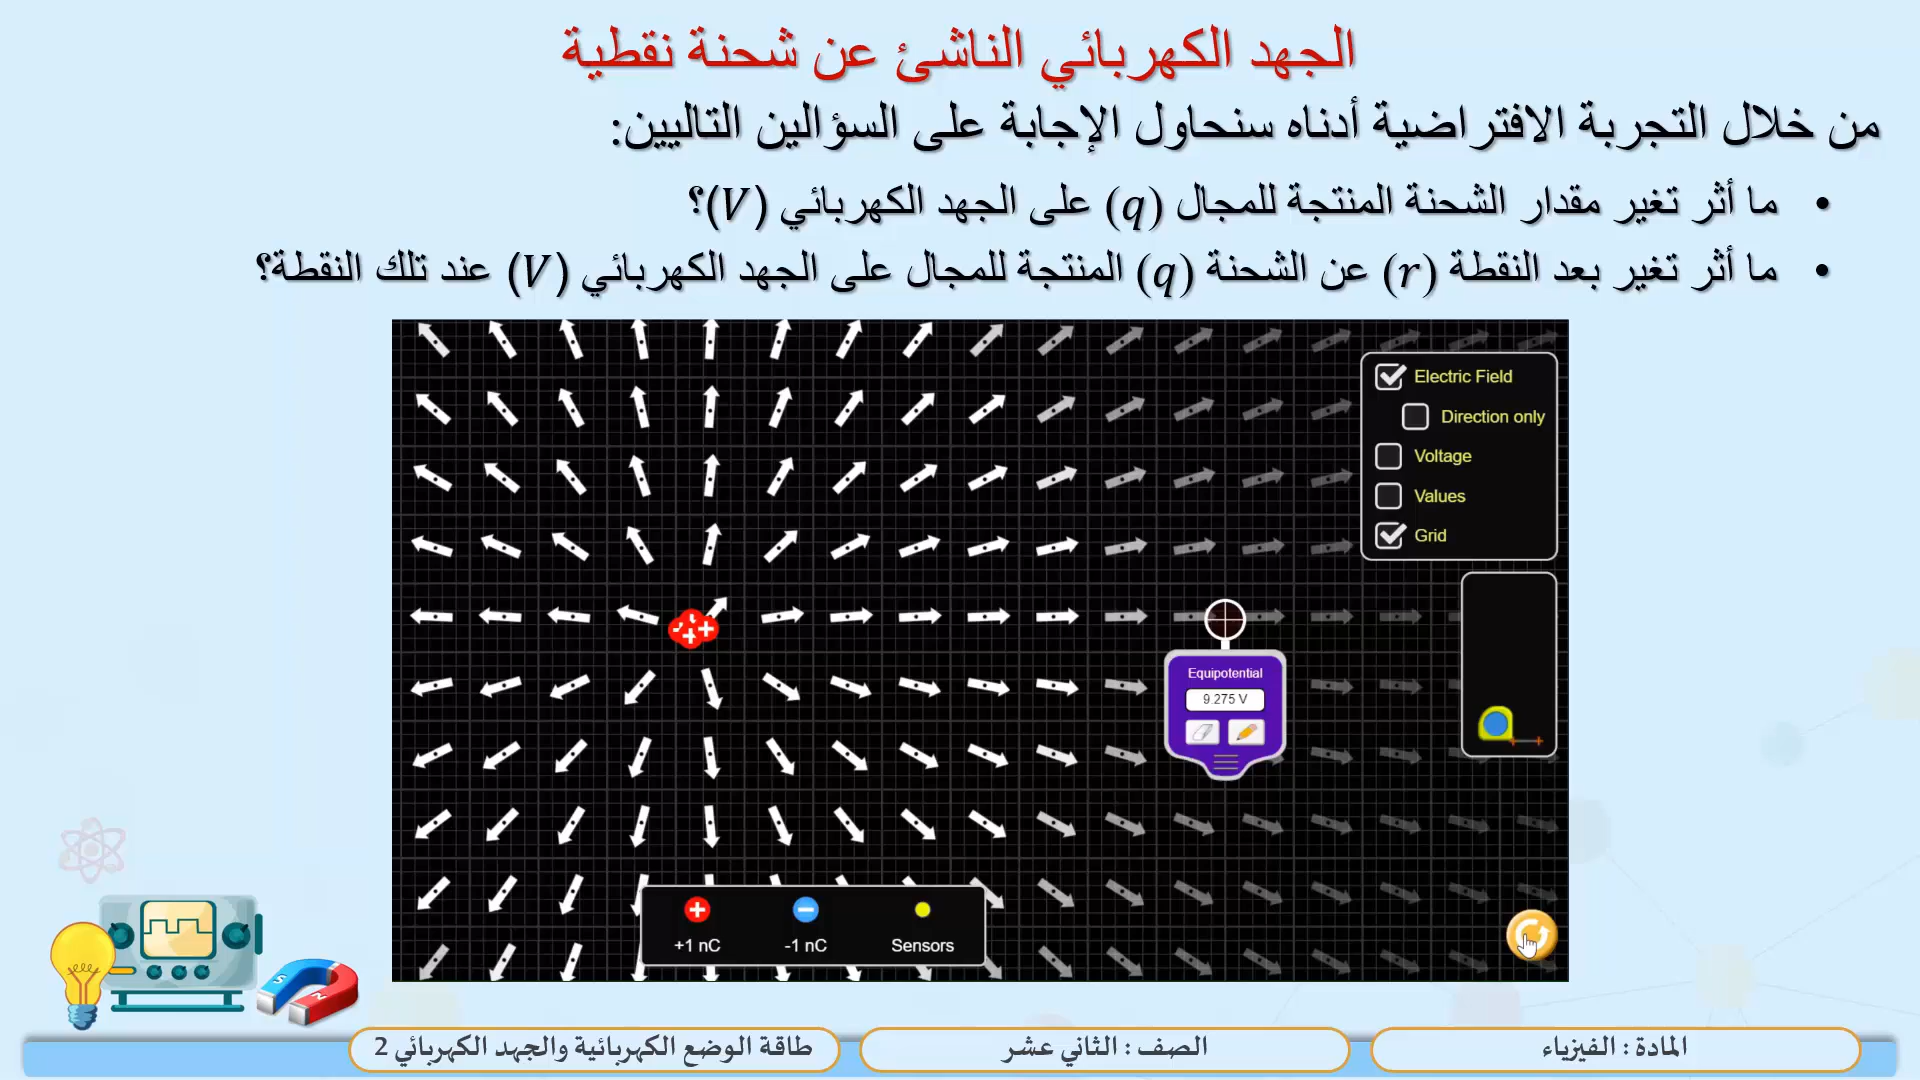 الجهد الكهربائي الناشئ عن شحنة نقطية
من خلال التجربة الافتراضية أدناه سنحاول الإجابة على السؤالين التاليين:
• ما أثر تغير مقدار الشحنة المنتجة للمجال (q) على الجهد الكهربائي (V)؟
• ما أثر تغير بعد النقطة (r) عن الشحنة (q) المنتجة للمجال على الجهد الكهربائي (V) عند تلك النقطة؟
Electric Field
Direction only
Voltage
Values
Grid
Equipotential
9.275 V
+1 nC
-1 nC
Sensors
S
N
المادة : الفيزياء
الصف : الثاني عشر
طاقة الوضع الكهربائية والجهد الكهربائي 2